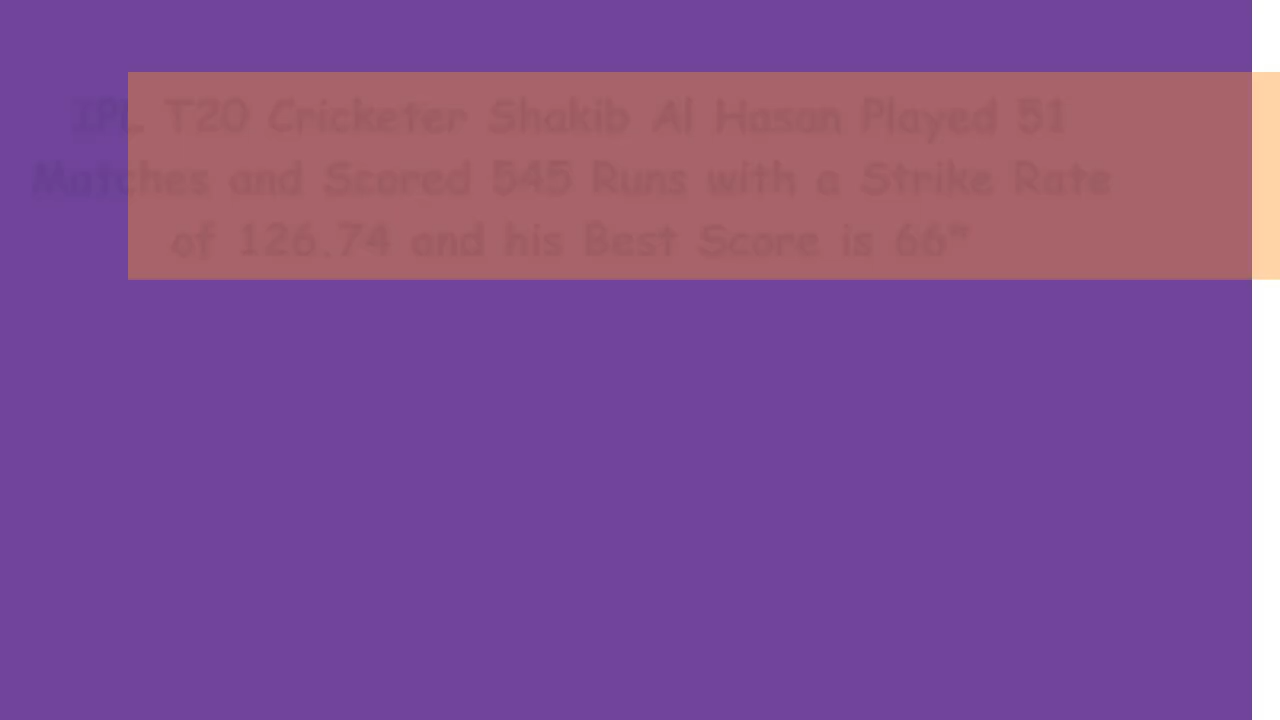 IPL T20 Cricketer Shakib Al Hasan Played 51
Matches and Scored 545 Runs with a Strike Rate
of 126.74 and his Best Score is 66*